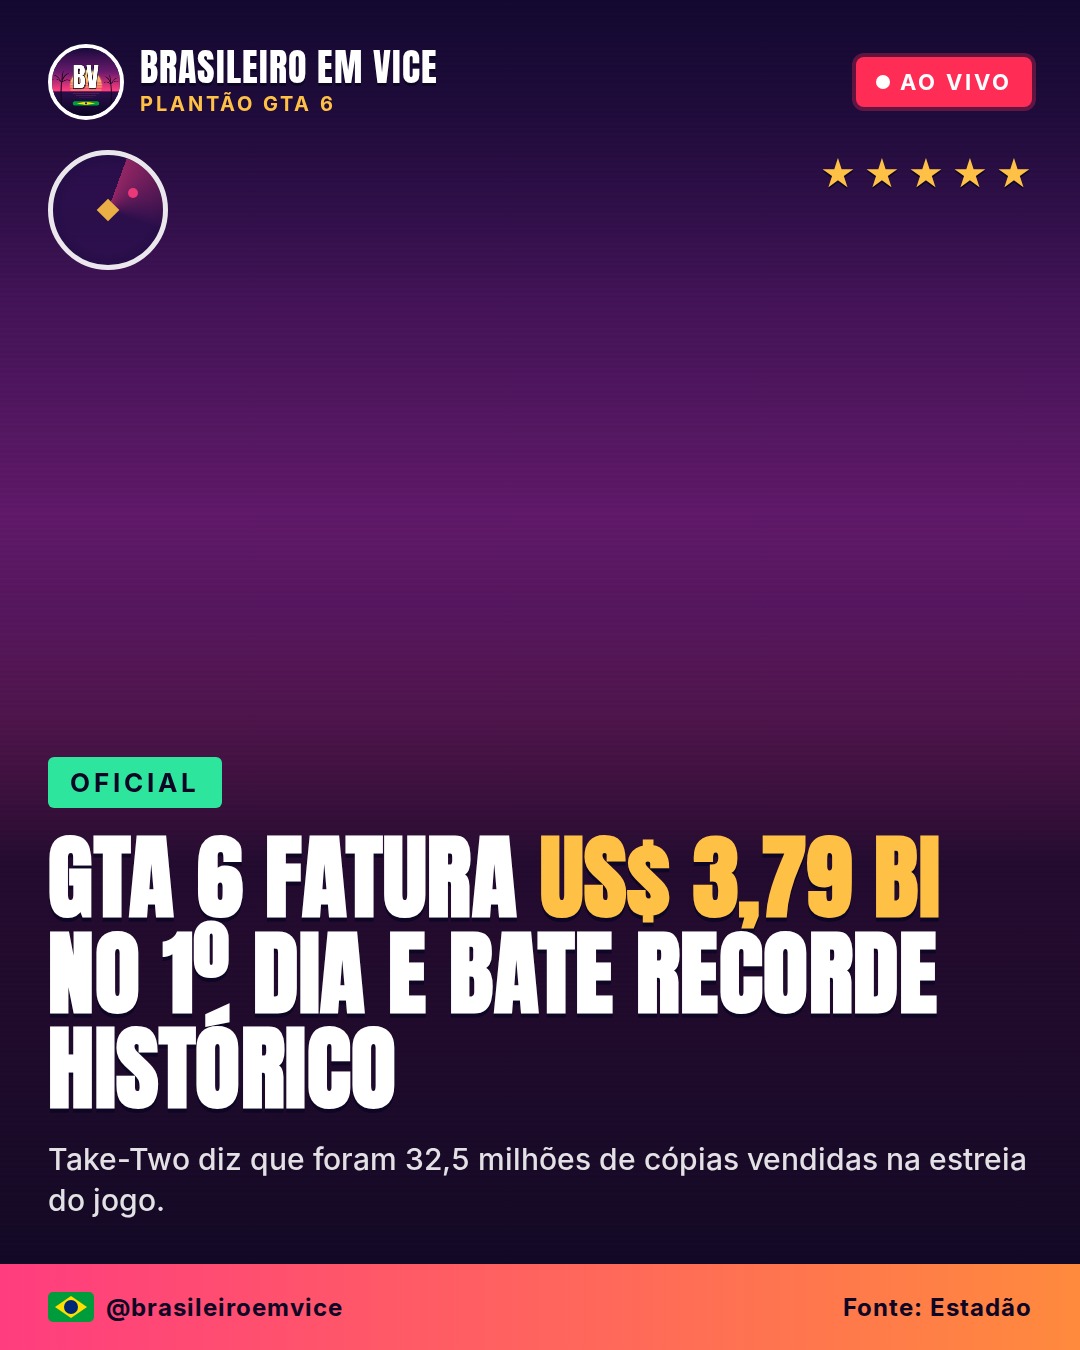 BV
BRASILEIRO EM VICE
PLANTÃO GTA 6
AO VIVO
OFICIAL
GTA 6 FATURA US$ 3,79 BI
NO 1º DIA E BATE RECORDE
HISTÓRICO
Take-Two diz que foram 32,5 milhões de cópias vendidas na estreia
do jogo.
@brasileiroemvice
Fonte: Estadão